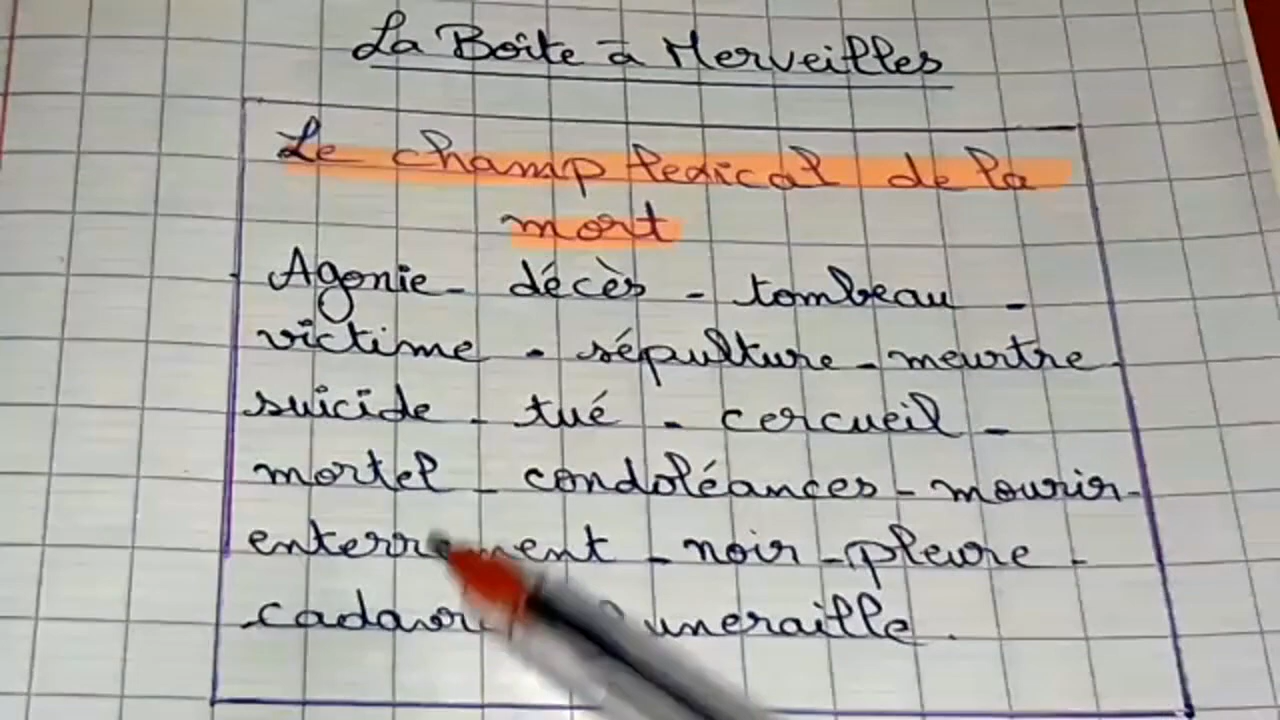 La Boîte à Merveilles
Le champ lexical de la
mort
Agonie - décès - tombeau -
victime - sépulture - meurtre
suicide - tué - cercueil -
mortel - condoléances - mourir -
enterrement - noir - pleure -